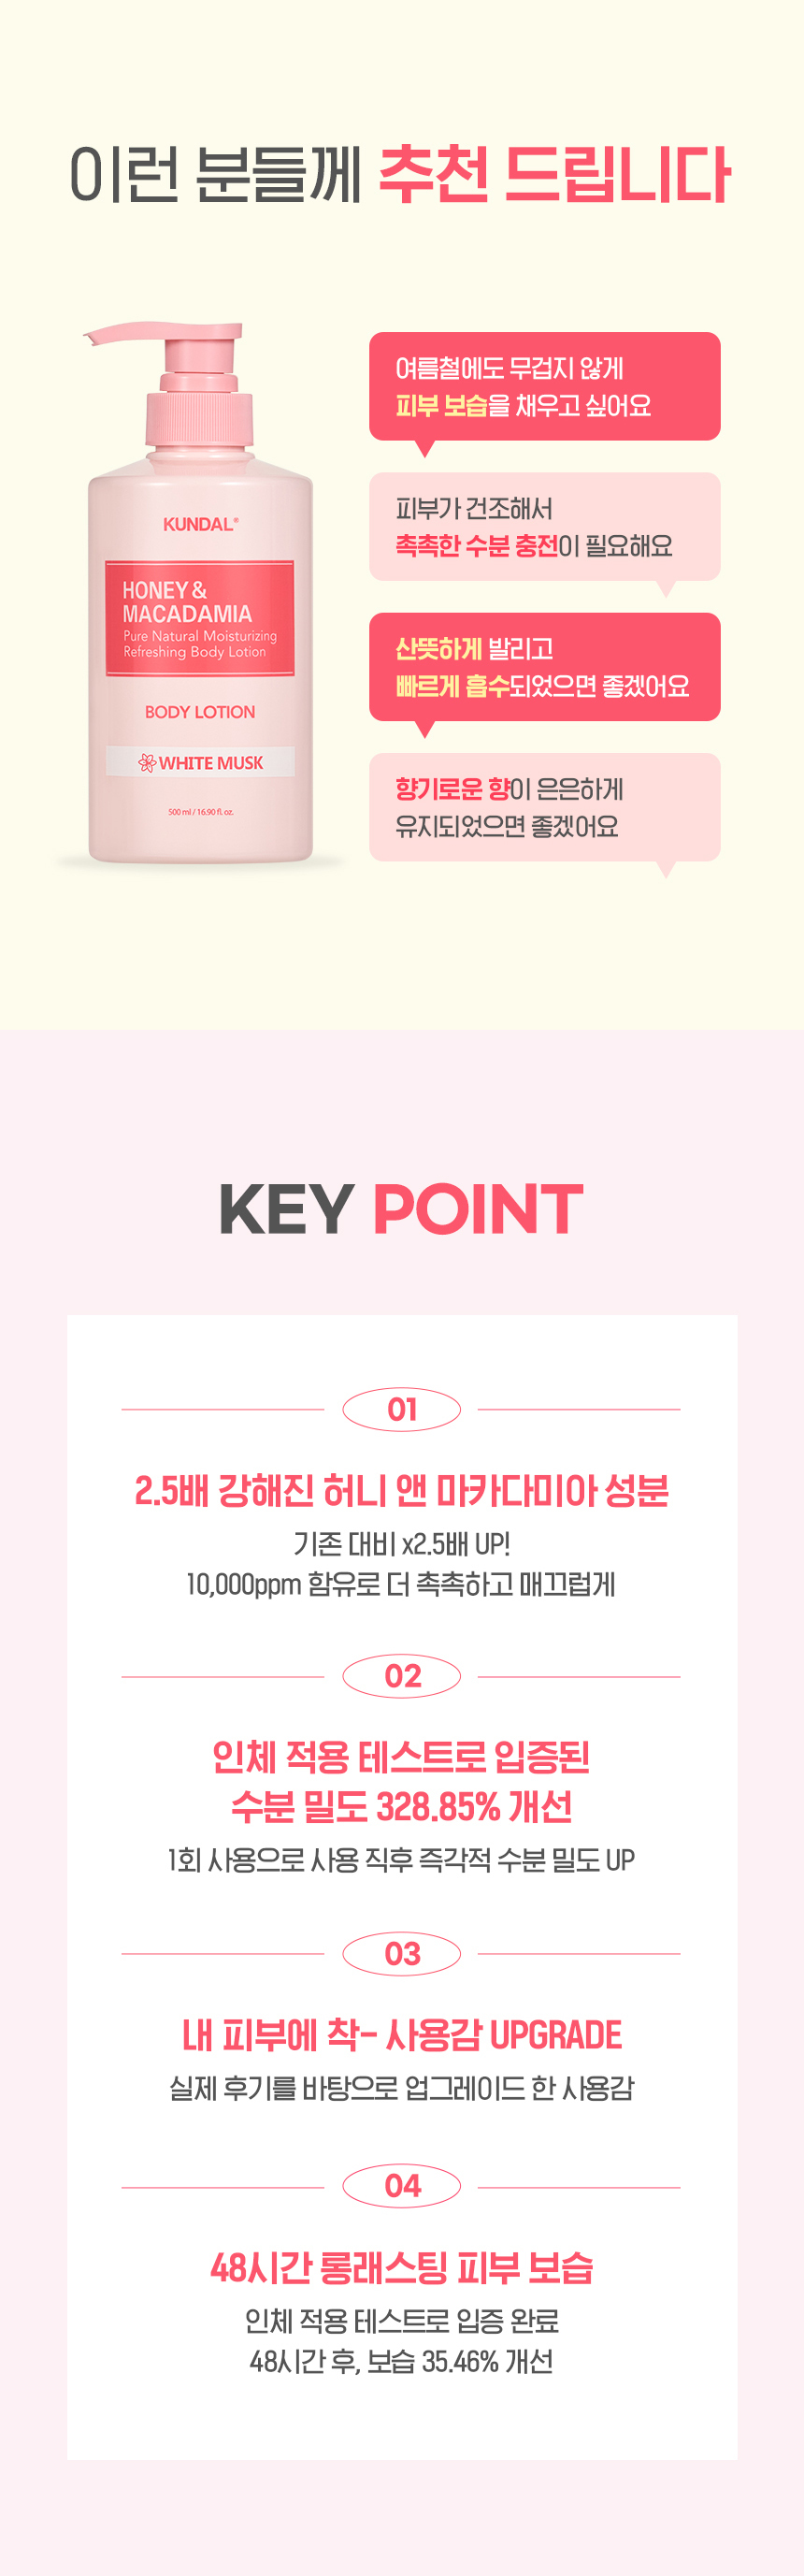 이런 분들께 추천 드립니다
KUNDAL®
HONEY &
MACADAMIA
Pure Natural Moisturizing
Refreshing Body Lotion
BODY LOTION
WHITE MUSK
500 ml / 16.90 fl. oz.
여름철에도 무겁지 않게
피부 보습을 채우고 싶어요
피부가 건조해서
촉촉한 수분 충전이 필요해요
산뜻하게 발리고
빠르게 흡수되었으면 좋겠어요
향기로운 향이 은은하게
유지되었으면 좋겠어요
KEY POINT
01
2.5배 강해진 허니 앤 마카다미아 성분
기존 대비 x2.5배 UP!
10,000ppm 함유로 더 촉촉하고 매끄럽게
02
인체 적용 테스트로 입증된
수분 밀도 328.85% 개선
1회 사용으로 사용 직후 즉각적 수분 밀도 UP
03
내 피부에 착- 사용감 UPGRADE
실제 후기를 바탕으로 업그레이드 한 사용감
04
48시간 롱래스팅 피부 보습
인체 적용 테스트로 입증 완료
48시간 후, 보습 35.46% 개선